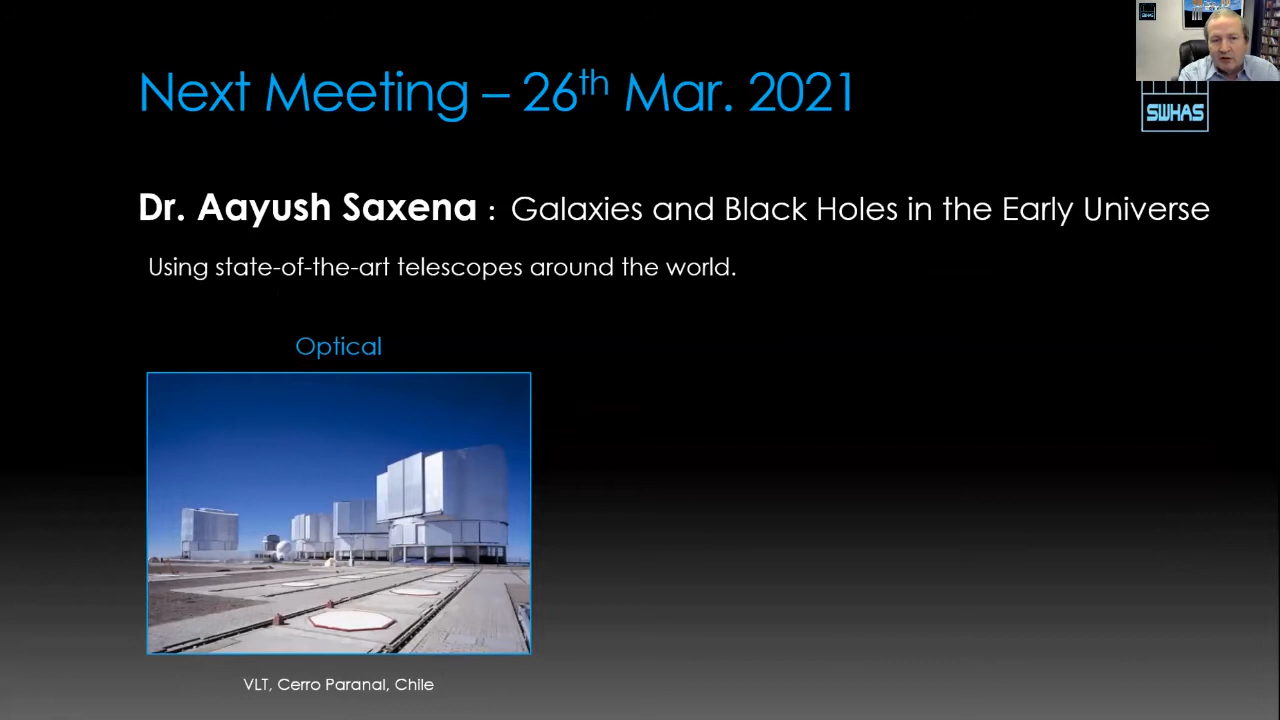 Next Meeting – 26th Mar. 2021
SWHAS
Dr. Aayush Saxena : Galaxies and Black Holes in the Early Universe
Using state-of-the-art telescopes around the world.
Optical
VLT, Cerro Paranal, Chile